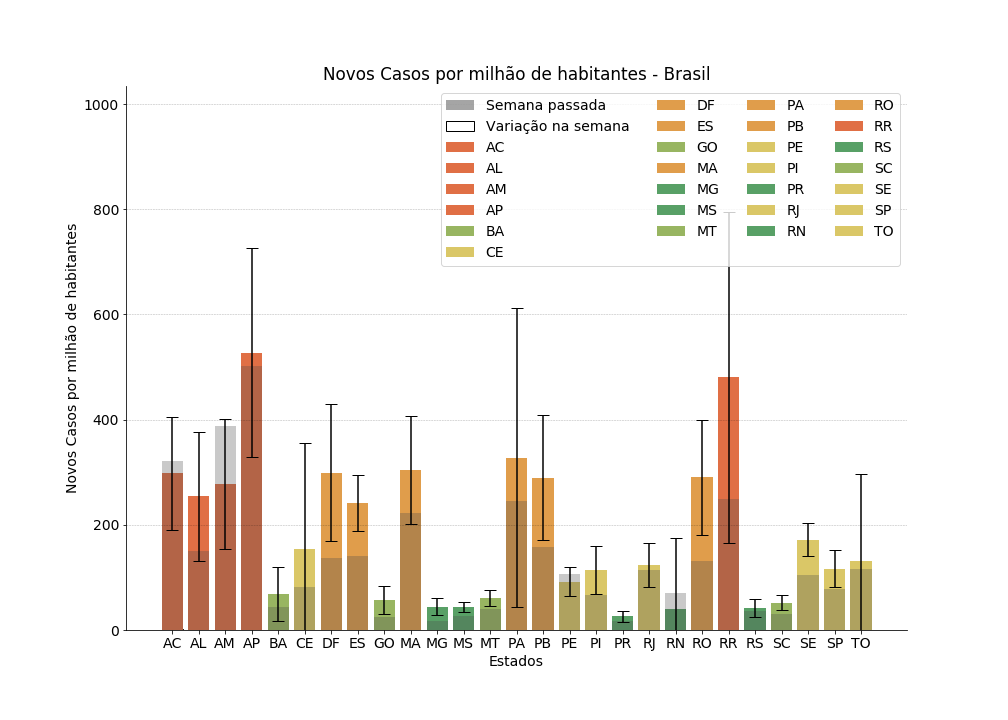 Novos Casos por milhão de habitantes - Brasil
Novos Casos por milhão de habitantes
1000
800
600
400
200
0
Semana passada
Variação na semana
AC
AL
AM
AP
BA
CE
DF
ES
GO
MA
MG
MS
MT
PA
PB
PE
PI
PR
RJ
RN
RO
RR
RS
SC
SE
SP
TO
AC AL AM AP BA CE DF ES GO MA MG MS MT PA PB PE PI PR RJ RN RO RR RS SC SE SP TO
Estados